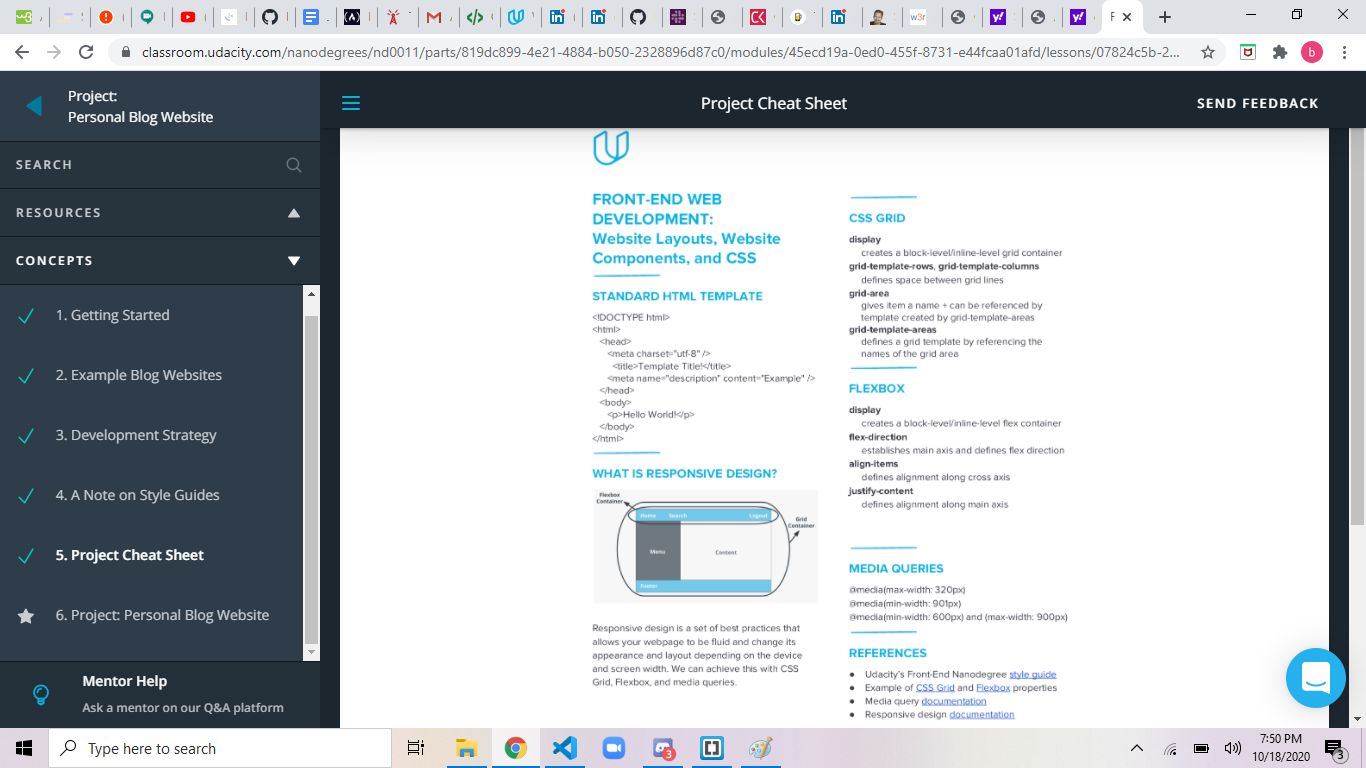 classroom.udacity.com/nanodegrees/nd0011/parts/819dc899-4e21-4884-b050-2328896d87c0/modules/45ecd19a-0ed0-455f-8731-e44fcaa01afd/lessons/07824c5b-2...
b
Project:
Personal Blog Website
SEARCH
RESOURCES
CONCEPTS
1. Getting Started
2. Example Blog Websites
3. Development Strategy
4. A Note on Style Guides
5. Project Cheat Sheet
6. Project: Personal Blog Website
Mentor Help
Ask a mentor on our Q&A platform
Project Cheat Sheet
SEND FEEDBACK
FRONT-END WEB
DEVELOPMENT:
Website Layouts, Website
Components, and CSS
STANDARD HTML TEMPLATE
<!DOCTYPE html>
<html>
<head>
<meta charset="utf-8" />
<title>Template Title!</title>
<meta name="description" content="Example" />
</head>
<body>
<p>Hello World!</p>
</body>
</html>
WHAT IS RESPONSIVE DESIGN?
Flexbox
Container
Home Search Logout
Grid
Container
Menu
Content
Footer
Responsive design is a set of best practices that
allows your webpage to be fluid and change its
appearance and layout depending on the device
and screen width. We can achieve this with CSS
Grid, Flexbox, and media queries.
CSS GRID
display
creates a block-level/inline-level grid container
grid-template-rows, grid-template-columns
defines space between grid lines
grid-area
gives item a name + can be referenced by
template created by grid-template-areas
grid-template-areas
defines a grid template by referencing the
names of the grid area
FLEXBOX
display
creates a block-level/inline-level flex container
flex-direction
establishes main axis and defines flex direction
align-items
defines alignment along cross axis
justify-content
defines alignment along main axis
MEDIA QUERIES
@media(max-width: 320px)
@media(min-width: 901px)
@media(min-width: 600px) and (max-width: 900px)
REFERENCES
● Udacity's Front-End Nanodegree style guide
● Example of CSS Grid and Flexbox properties
● Media query documentation
● Responsive design documentation
Type here to search
3
7:50 PM
10/18/2020
3